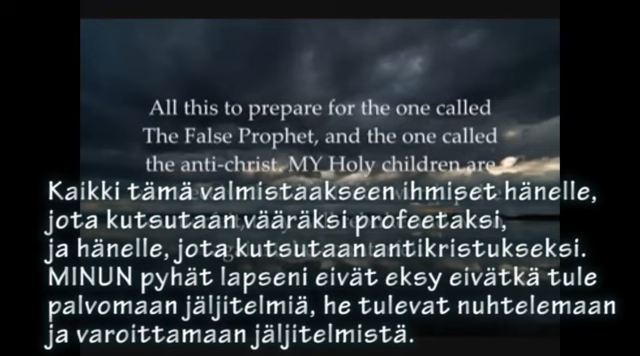 All this to prepare for the one called
The False Prophet, and the one called
the anti-christ. MY Holy children are
Kaikki tämä valmistaakseen ihmiset hänelle,
jota kutsutaan vääräksi profeetaksi,
ja hänelle, jota kutsutaan antikristukseksi.
MINUN pyhät lapseni eivät eksy eivätkä tule
palvomaan jäljitelmiä, he tulevat nuhtelemaan
ja varoittamaan jäljitelmistä.